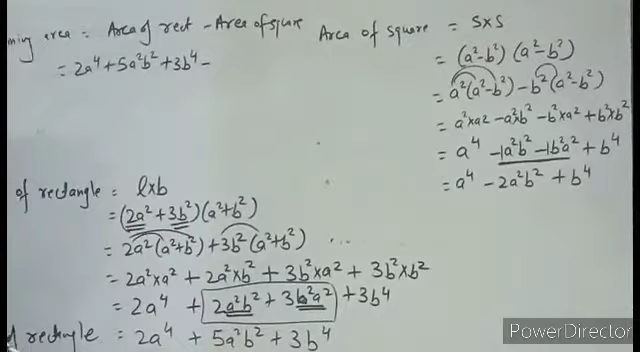 ming area = Area of rect - Area of square
= 2a⁴ + 5a²b² + 3b⁴ -
Area of square = s×s
= (a²-b²) (a²-b²)
= a²(a²-b²) - b²(a²-b²)
= a²×a² - a²×b² - b²×a² + b²×b²
= a⁴ - 1a²b² - 1b²a² + b⁴
= a⁴ - 2a²b² + b⁴
of rectangle = l×b
= (2a² + 3b²)(a²+b²)
= 2a²(a²+b²) + 3b²(a²+b²) ...
= 2a²×a² + 2a²×b² + 3b²×a² + 3b²×b²
= 2a⁴ + 2a²b² + 3b²a² + 3b⁴
rectangle = 2a⁴ + 5a²b² + 3b⁴
PowerDirector